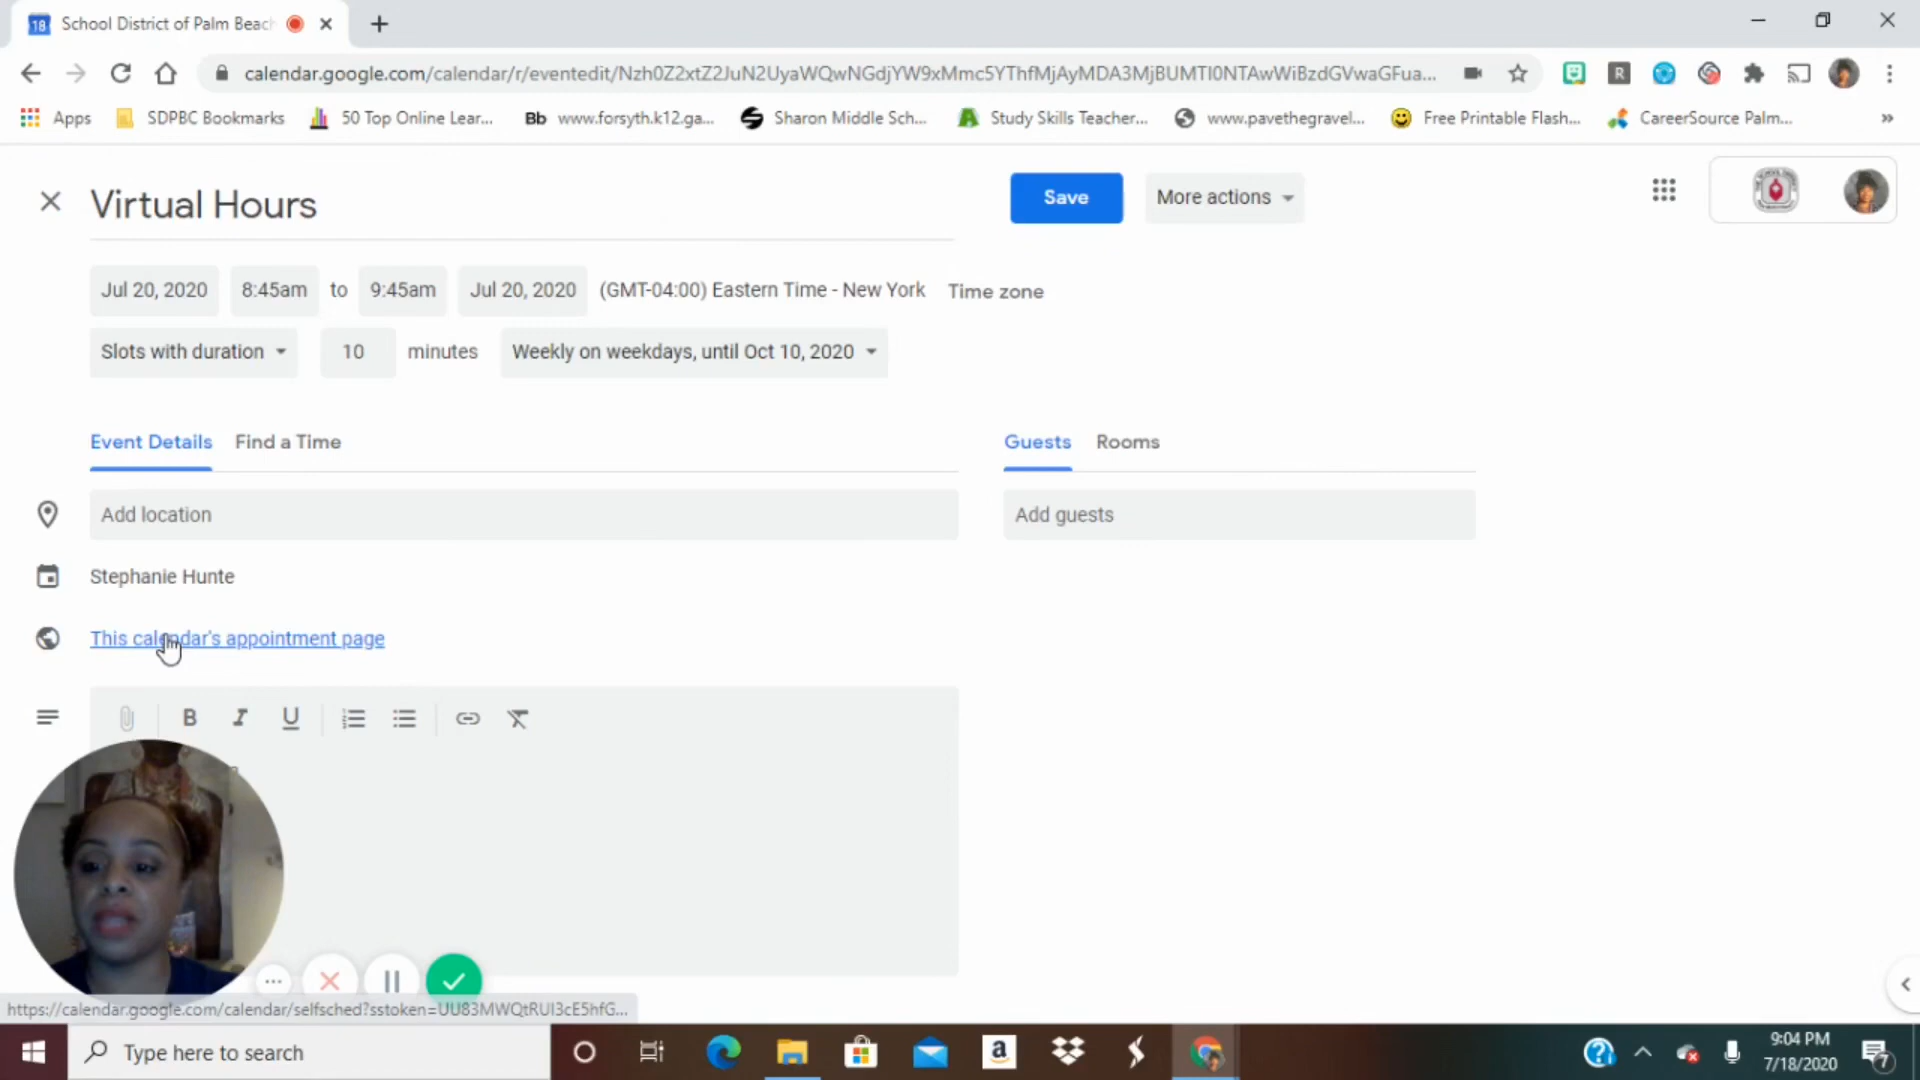 18 School District of Palm Beac
calendar.google.com/calendar/r/eventedit/Nzh0Z2xtZ2JuN2UyaWQwNGdjYW9xMmc5YThfMjAyMDA3MjBUMTI0NTAwWiBzdGVwaGFua...
Apps SDPBC Bookmarks 50 Top Online Lear... Bb www.forsyth.k12.ga... Sharon Middle Sch... Study Skills Teacher... www.pavethegravel... Free Printable Flash... CareerSource Palm... »
Virtual Hours Save More actions
Jul 20, 2020 8:45am to 9:45am Jul 20, 2020 (GMT-04:00) Eastern Time - New York Time zone
Slots with duration 10 minutes Weekly on weekdays, until Oct 10, 2020
Event Details Find a Time Guests Rooms
Add location Add guests
Stephanie Hunte
This calendar's appointment page
B I U
https://calendar.google.com/calendar/selfsched?sstoken=UU83MWQtRUI3cE5hfG...
Type here to search
9:04 PM
7/18/2020
7